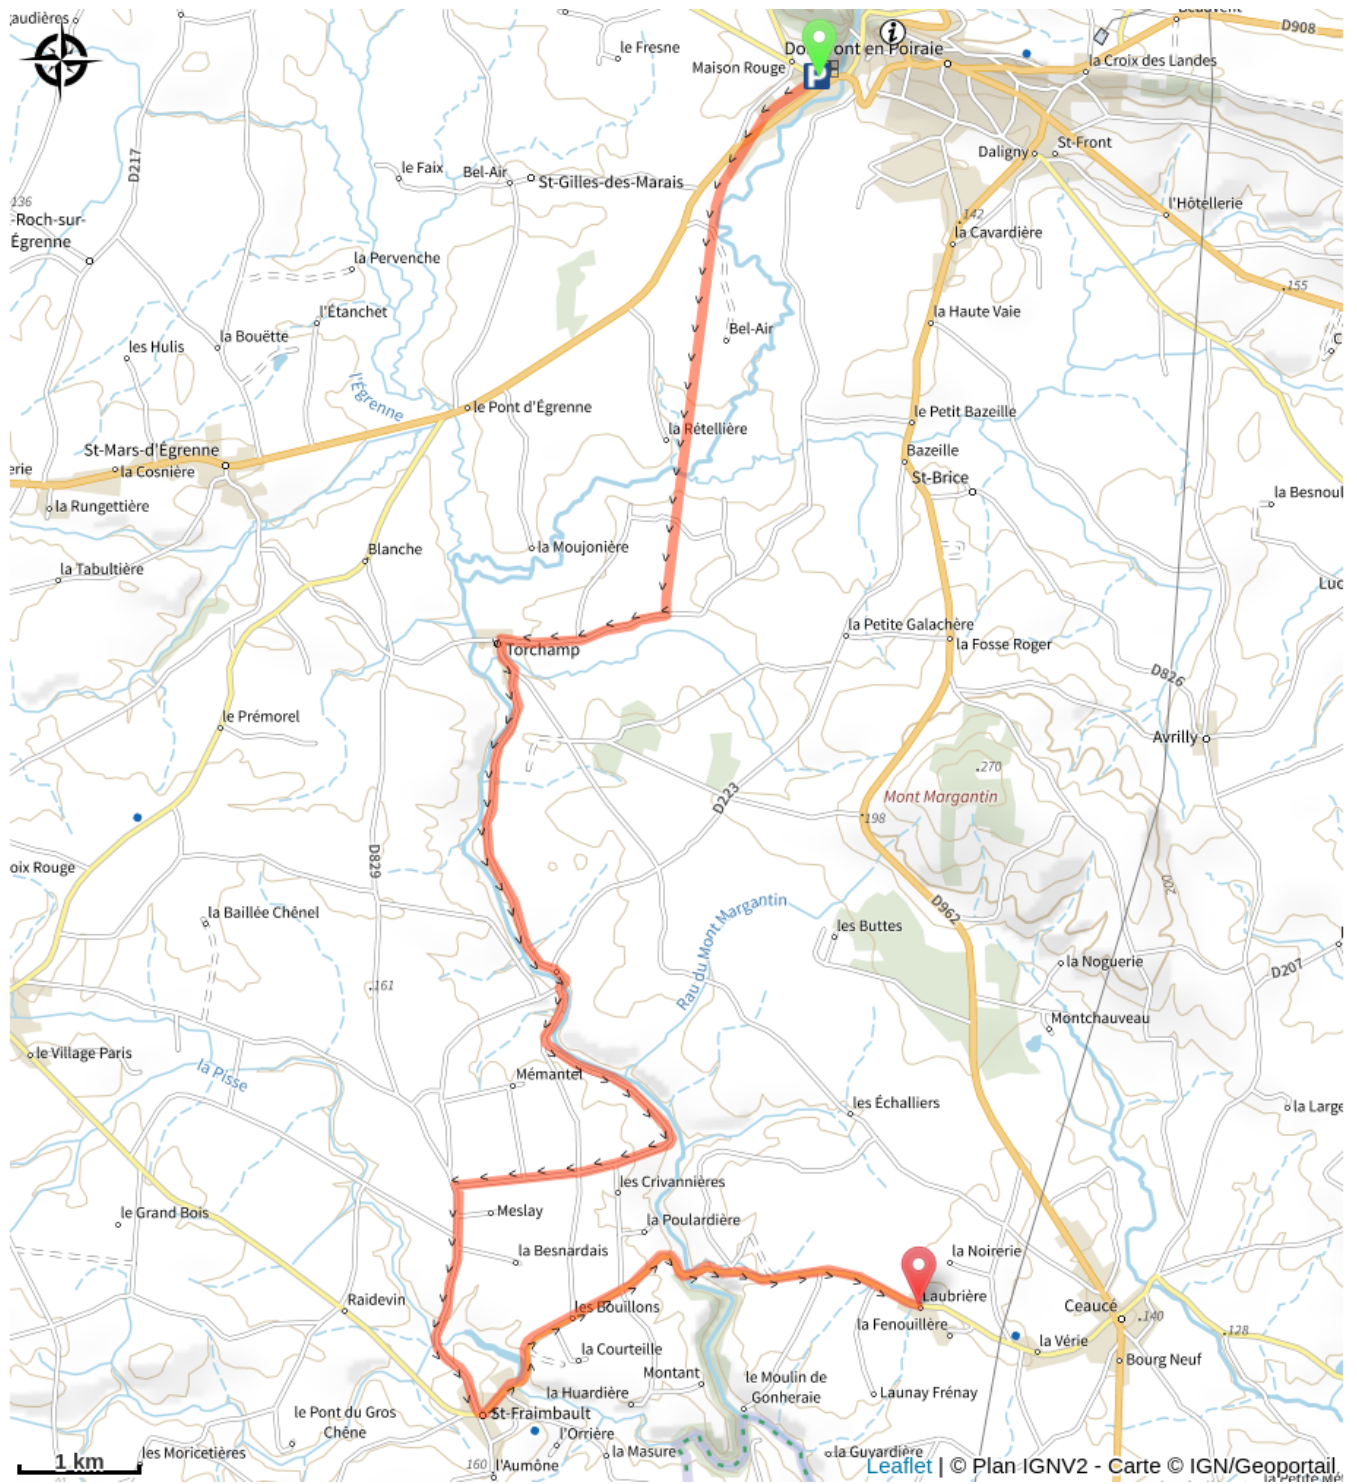 Beauvent
D908
audières
le Fresne
Maison Rouge
la Croix des Landes
D217
le Faix
Bel-Air
St-Gilles-des-Marais
Daligny
St-Front
136
-Roch-sur-
Égrenne
142
l'Hôtellerie
la Cavardière
la Pervenche
155
l'Étanchet
la Haute Vaie
les Hulis
la Bouëtte
Bel-Air
l'Égrenne
le Pont d'Égrenne
le Petit Bazeille
la Rétellière
St-Mars-d'Égrenne
Bazeille
erie
la Cosnière
St-Brice
la Besnoul
la Rungettière
Blanche
la Moujonière
la Tabultière
Luc
la Petite Galachère
la Fosse Roger
Torchamp
D826
le Prémorel
Avrilly
270
Mont Margantin
D223
198
D829
oix Rouge
200
la Baillée Chênel
Rau du Mont Margantin
D962
les Buttes
la Noguerie
D207
161
Montchauveau
le Village Paris
la Pisse
Mémantel
les Échalliers
la Large
les Crivannières
le Grand Bois
Meslay
la Poulardière
la Besnardais
la Noirerie
Raidevin
les Bouillons
Laubrière
Ceaucé
140
la Fenouillère
128
la Courteille
la Vérie
Bourg Neuf
Montant
le Moulin de
Gonheraie
la Huardière
Launay Frénay
le Pont du Gros
Chêne
St-Fraimbault
l'Orrière
les Moricetières
la Masure
la Guyardière
160
l'Aumône
1 km
Leaflet | © Plan IGNV2 - Carte © IGN/Geoportail